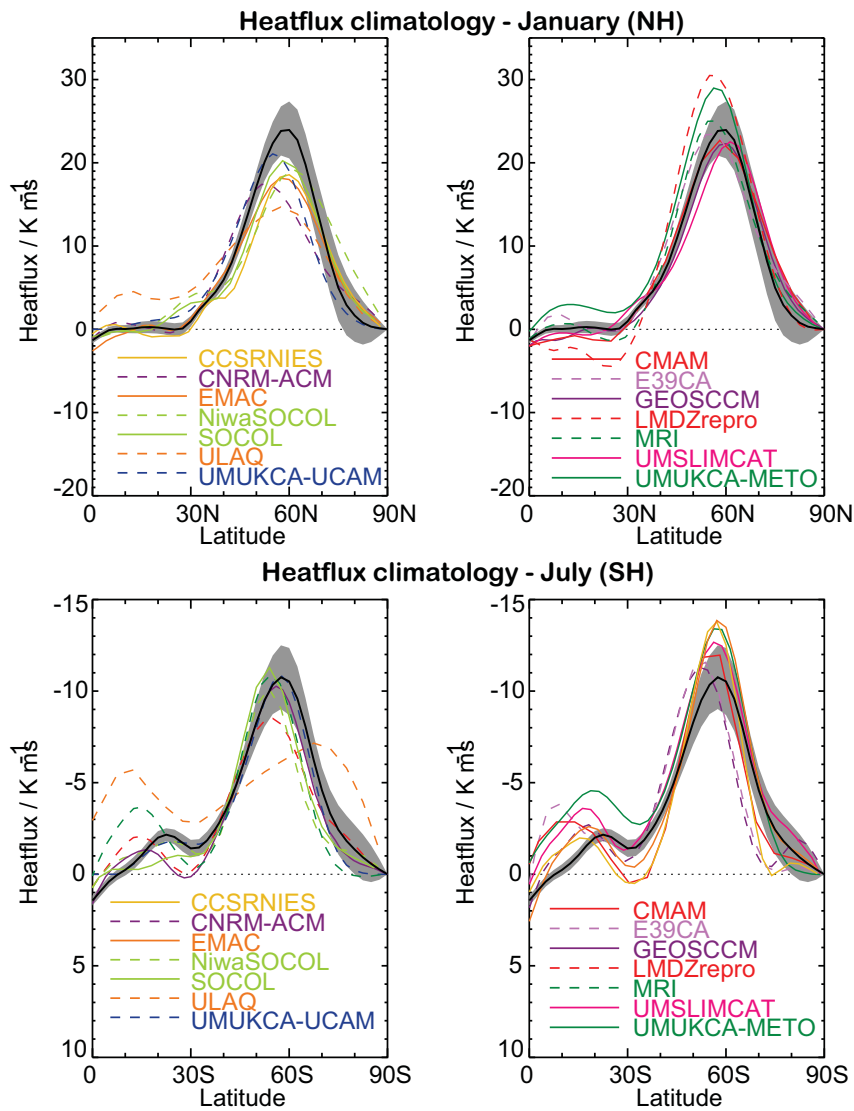 Heatflux climatology - January (NH)
Heatflux / K ms⁻¹
30
20
10
0
-10
-20
0 30N 60N 90N
Latitude
CCSRNIES
CNRM-ACM
EMAC
NiwaSOCOL
SOCOL
ULAQ
UMUKCA-UCAM
Heatflux / K ms⁻¹
30
20
10
0
-10
-20
0 30N 60N 90N
Latitude
CMAM
E39CA
GEOSCCM
LMDZrepro
MRI
UMSLIMCAT
UMUKCA-METO
Heatflux climatology - July (SH)
Heatflux / K ms⁻¹
-15
-10
-5
0
5
10
0 30S 60S 90S
Latitude
CCSRNIES
CNRM-ACM
EMAC
NiwaSOCOL
SOCOL
ULAQ
UMUKCA-UCAM
Heatflux / K ms⁻¹
-15
-10
-5
0
5
10
0 30S 60S 90S
Latitude
CMAM
E39CA
GEOSCCM
LMDZrepro
MRI
UMSLIMCAT
UMUKCA-METO